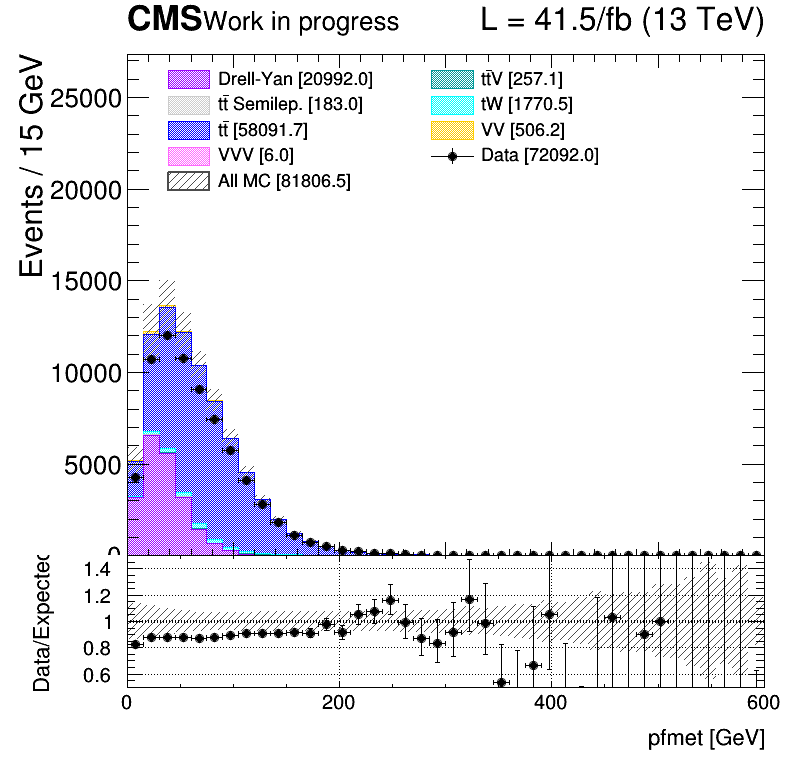 CMS Work in progress L = 41.5/fb (13 TeV)
Events / 15 GeV
25000
20000
15000
10000
5000
0
Drell-Yan [20992.0]
tt̄ Semilep. [183.0]
tt̄ [58091.7]
VVV [6.0]
All MC [81806.5]
tt̄V [257.1]
tW [1770.5]
VV [506.2]
Data [72092.0]
Data/Expected
1.4
1.2
1
0.8
0.6
0 200 400 600
pfmet [GeV]